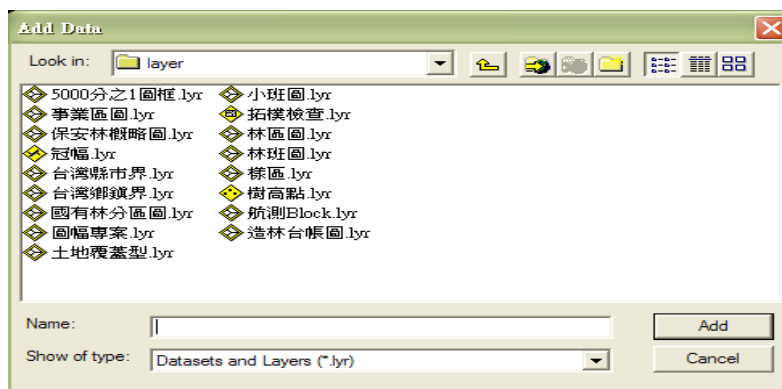 Add Data
Look in: layer
5000分之1圖框.lyr
事業區圖.lyr
保安林概略圖.lyr
冠幅.lyr
台灣縣市界.lyr
台灣鄉鎮界.lyr
國有林分區圖.lyr
圖幅專案.lyr
土地覆蓋型.lyr
小班圖.lyr
拓樸檢查.lyr
林區圖.lyr
林班圖.lyr
樣區.lyr
樹高點.lyr
航測Block.lyr
造林台帳圖.lyr
Name: Add
Show of type: Datasets and Layers (*.lyr) Cancel